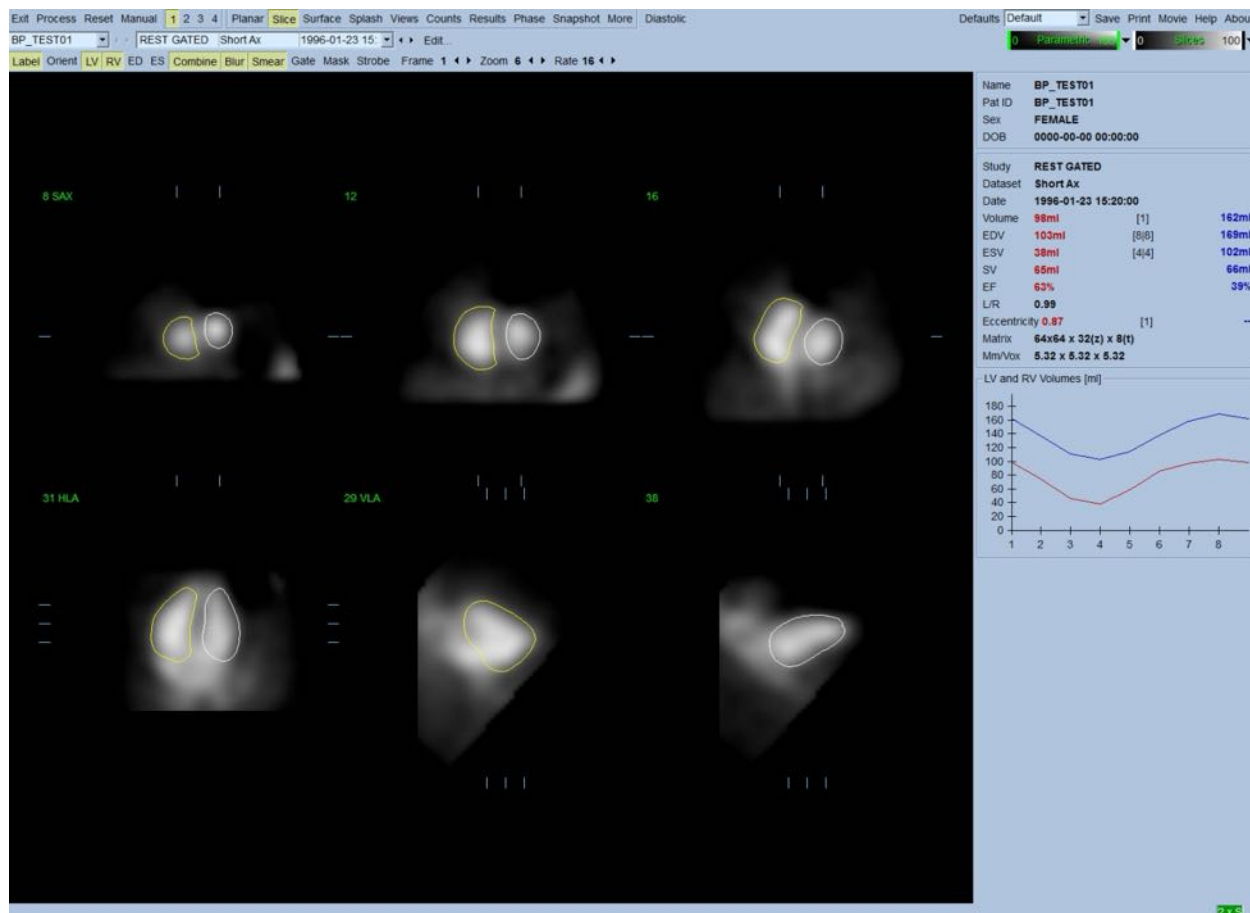 Exit Process Reset Manual 1 2 3 4 Planar Slice Surface Splash Views Counts Results Phase Snapshot More Diastolic Defaults Default Save Print Movie Help Abou
BP_TEST01 REST GATED Short Ax 1996-01-23 15: Edit... 0 Parametric 0 Slices 100
Label Orient LV RV ED ES Combine Blur Smear Gate Mask Strobe Frame 1 Zoom 6 Rate 16
Name BP_TEST01
Pat ID BP_TEST01
Sex FEMALE
DOB 0000-00-00 00:00:00
Study REST GATED
Dataset Short Ax
Date 1996-01-23 15:20:00
Volume 98ml [1] 162ml
EDV 103ml [8|8] 169ml
ESV 38ml [4|4] 102ml
SV 65ml 66ml
EF 63% 39%
L/R 0.99
Eccentricity 0.87 [1] --
Matrix 64x64 x 32(z) x 8(t)
Mm/Vox 5.32 x 5.32 x 5.32
LV and RV Volumes [ml]
180
160
140
120
100
80
60
40
20
0
1 2 3 4 5 6 7 8
8 SAX 12 16
31 HLA 29 VLA 38